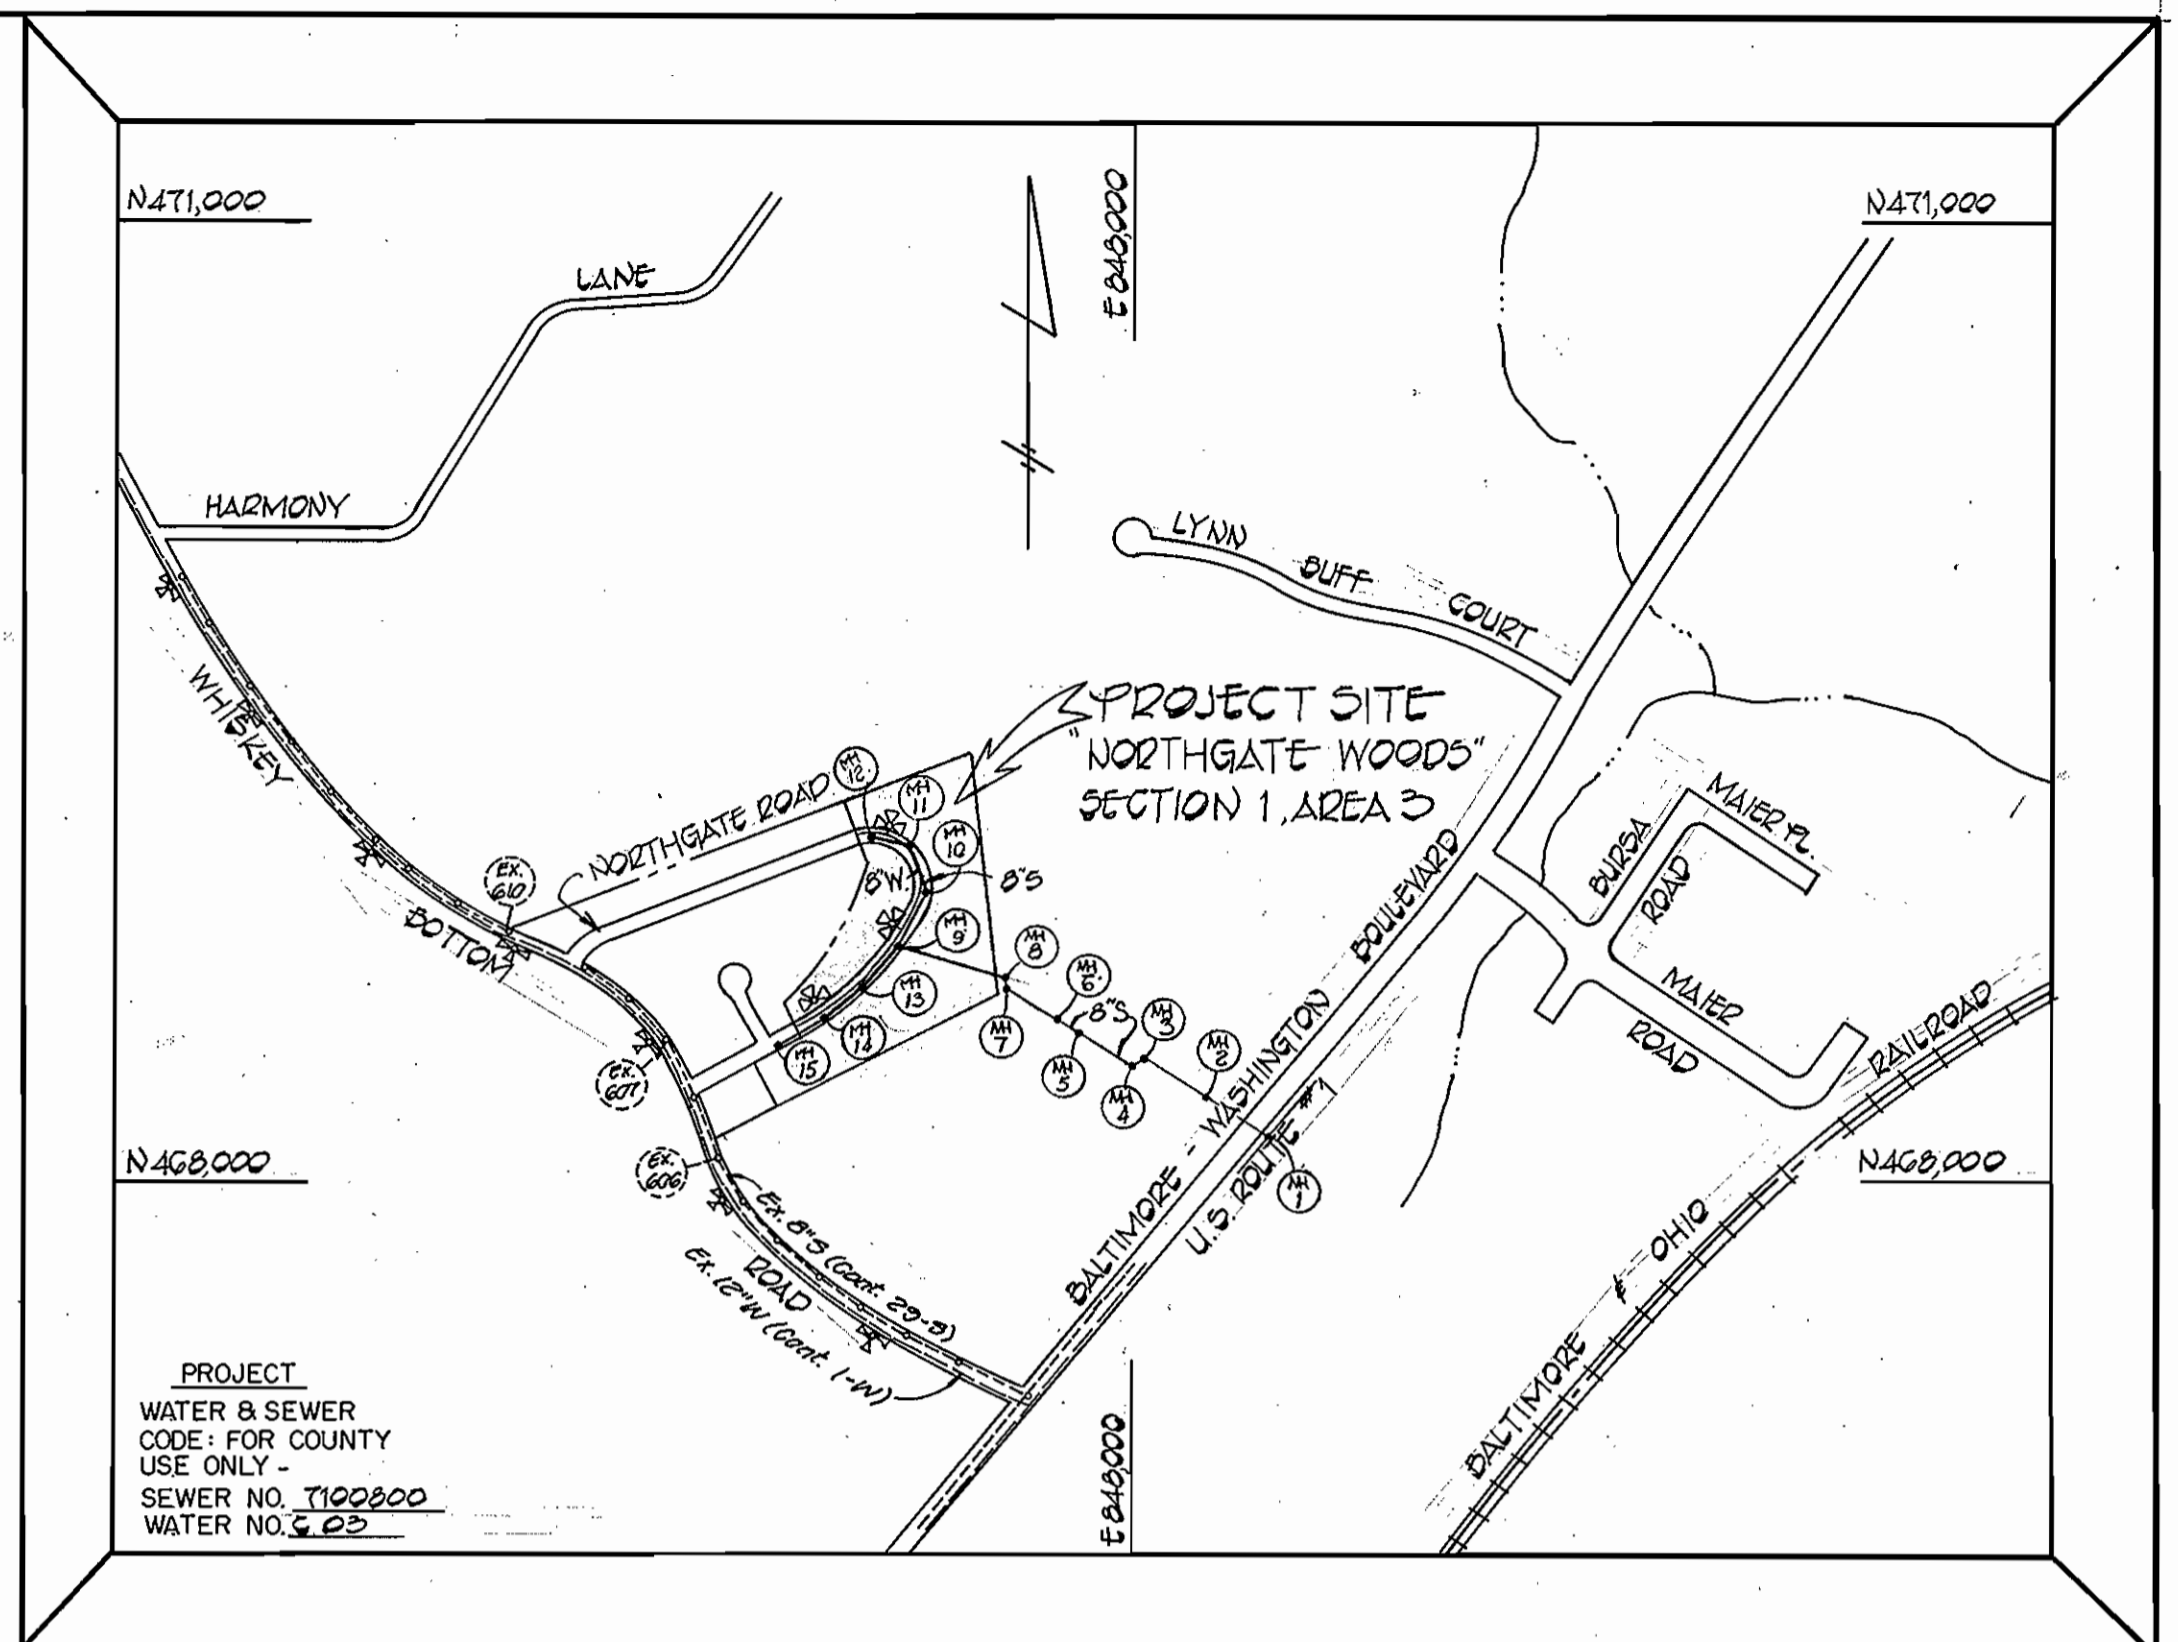 N471,000
N471,000
E 848,000
LANE
HARMONY
LYNN BUFF COURT
PROJECT SITE
"NORTHGATE WOODS"
SECTION 1, AREA 3
WHISKEY BOTTOM ROAD
NORTHGATE ROAD
MH 12
MH 11
MH 10
8"W.
8"S
MH 9
MH 8
MH 13
MH 6
8"S
MH 3
MH 7
MH 14
MH 15
MH 5
MH 2
MH 4
MH 1
EX. 610
EX. 607
EX. 606
MAIER PL.
BURSA ROAD
MAIER ROAD
BALTIMORE - WASHINGTON BOULEVARD
U.S. ROUTE #1
BALTIMORE & OHIO RAILROAD
N468,000
N468,000
Ex. 8"S (Cont. 29-B)
Ex. 12"W (Cont. 1-W)
E 848,000
PROJECT
WATER & SEWER
CODE: FOR COUNTY
USE ONLY -
SEWER NO. 7100800
WATER NO. C 03